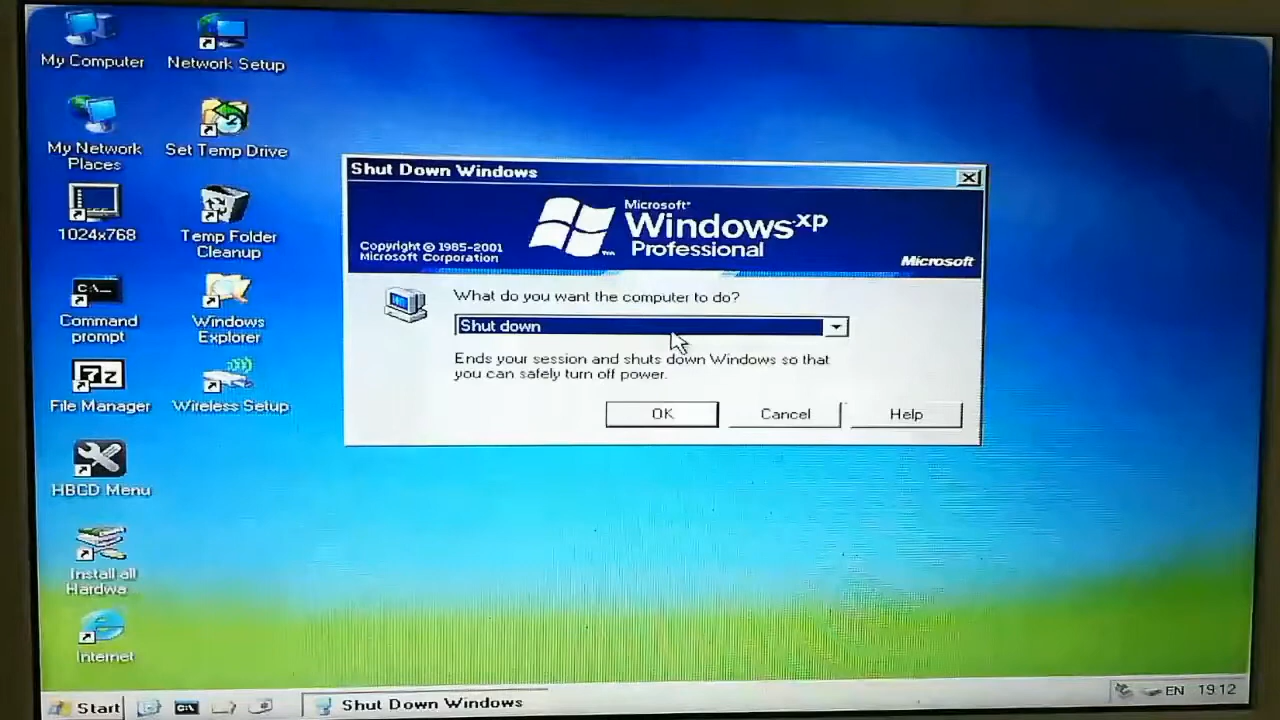 My Computer
Network Setup
My Network
Places
Set Temp Drive
1024x768
Temp Folder
Cleanup
C:\_
Command
prompt
Windows
Explorer
7z
File Manager
Wireless Setup
HBCD Menu
Install all
Hardwa
Internet
Shut Down Windows
Microsoft®
Windows xp
Professional
Copyright © 1985-2001
Microsoft Corporation
Microsoft
What do you want the computer to do?
Shut down
Ends your session and shuts down Windows so that
you can safely turn off power.
OK
Cancel
Help
Start
Shut Down Windows
EN
19:12